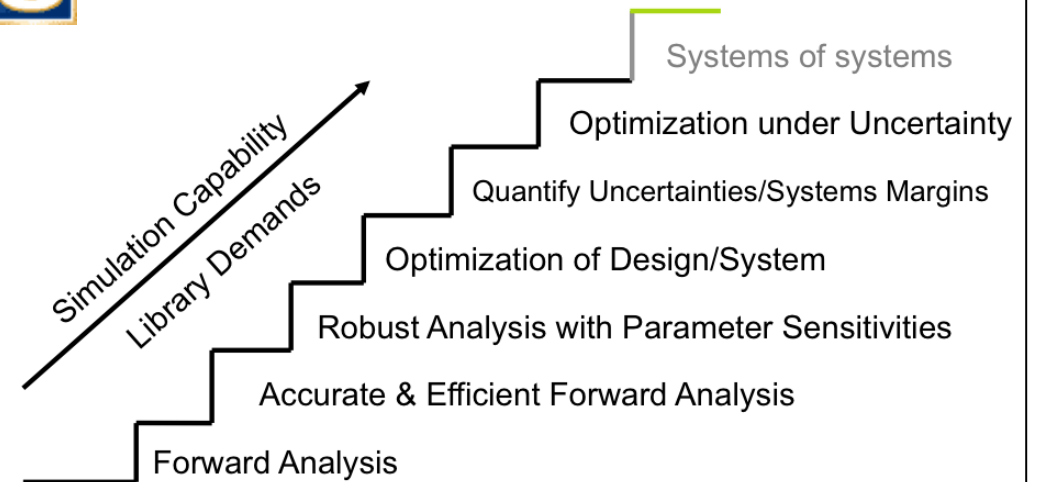 Systems of systems
Optimization under Uncertainty
Quantify Uncertainties/Systems Margins
Optimization of Design/System
Robust Analysis with Parameter Sensitivities
Accurate & Efficient Forward Analysis
Forward Analysis
Simulation Capability
Library Demands